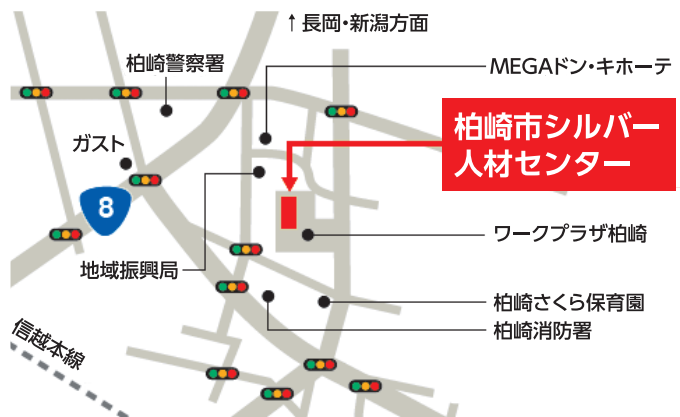 ↑長岡・新潟方面
柏崎警察署
MEGAドン・キホーテ
柏崎市シルバー
人材センター
ガスト
8
ワークプラザ柏崎
地域振興局
柏崎さくら保育園
柏崎消防署
信越本線